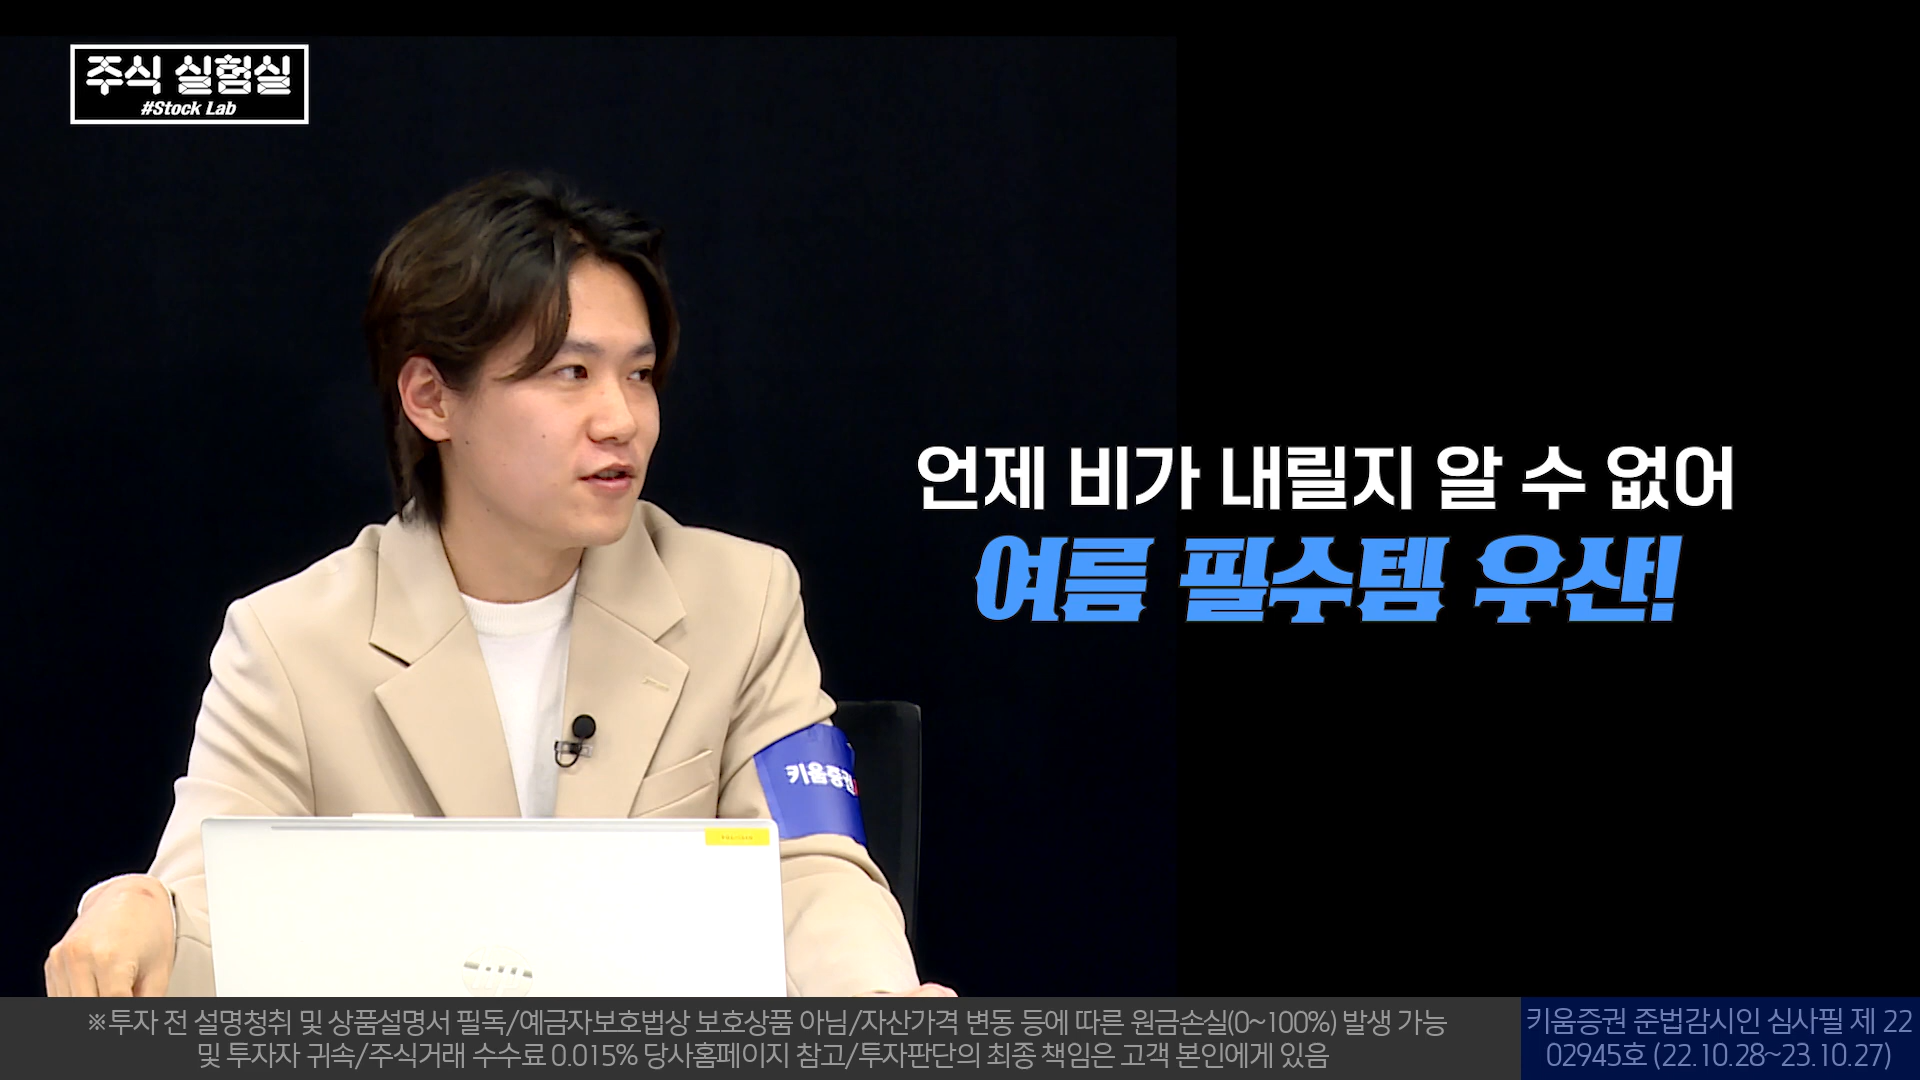 주식 실험실
#Stock Lab
언제 비가 내릴지 알 수 없어
여름 필수템 우산!
키움증권
※투자 전 설명청취 및 상품설명서 필독/예금자보호법상 보호상품 아님/자산가격 변동 등에 따른 원금손실(0~100%) 발생 가능
및 투자자 귀속/주식거래 수수료 0.015% 당사홈페이지 참고/투자판단의 최종 책임은 고객 본인에게 있음
키움증권 준법감시인 심사필 제 22
02945호 (22.10.28~23.10.27)